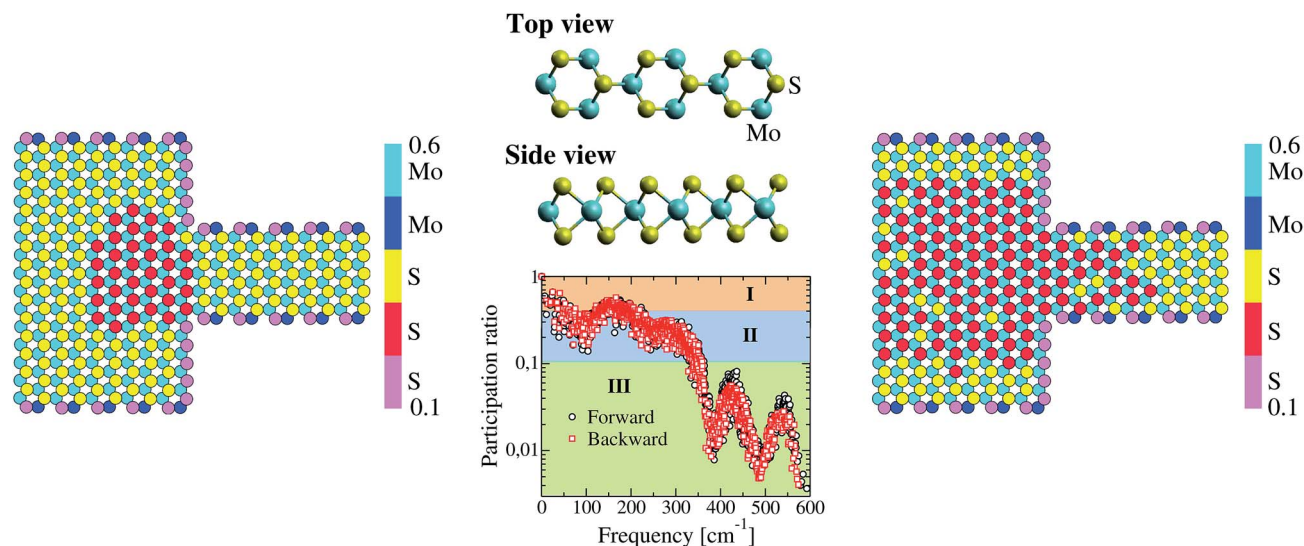 0.6
Mo
Mo
S
S
S
0.1
Top view
S
Mo
Side view
Participation ratio
1
0.1
0,01
I
II
III
Forward
Backward
0 100 200 300 400 500 600
Frequency [cm⁻¹]
0.6
Mo
Mo
S
S
S
0.1